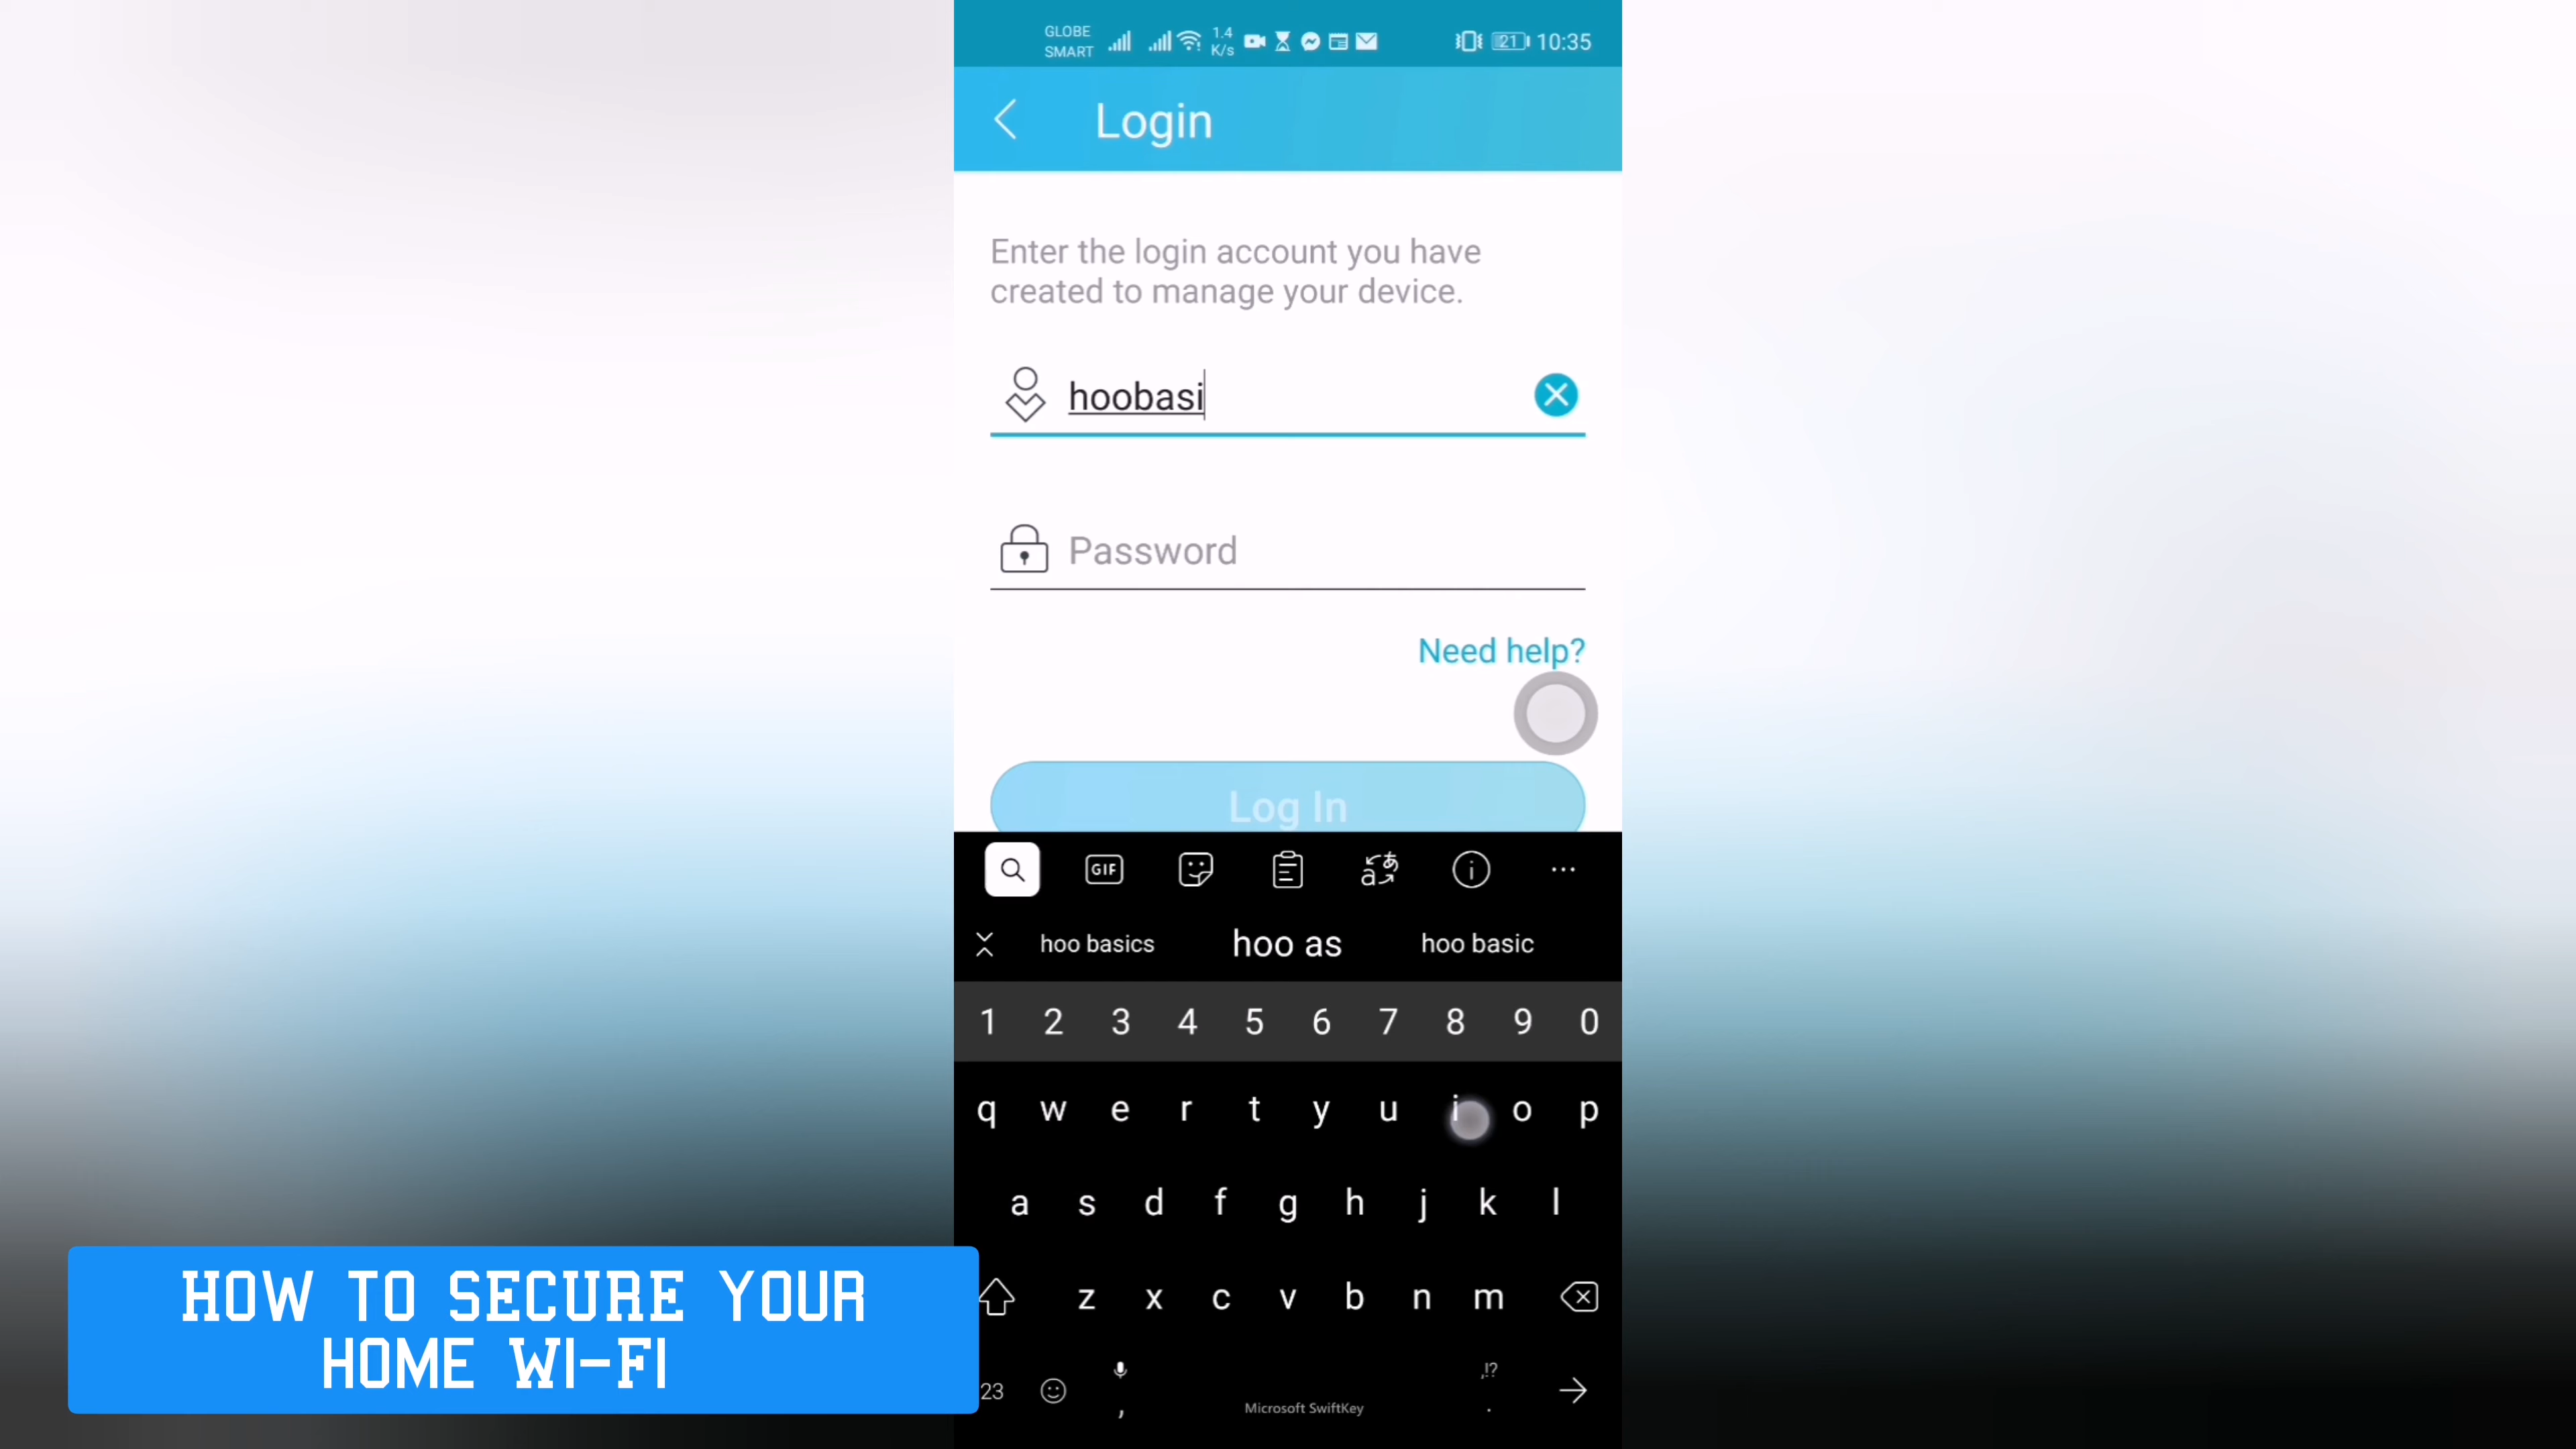 GLOBE
SMART
1.4
K/s
21
10:35
Login
Enter the login account you have
created to manage your device.
hoobasi
Password
Need help?
Log In
GIF
hoo basics
hoo as
hoo basic
1 2 3 4 5 6 7 8 9 0
q w e r t y u i o p
a s d f g h j k l
z x c v b n m
23
,
Microsoft SwiftKey
,!?
.
HOW TO SECURE YOUR
HOME WI-FI